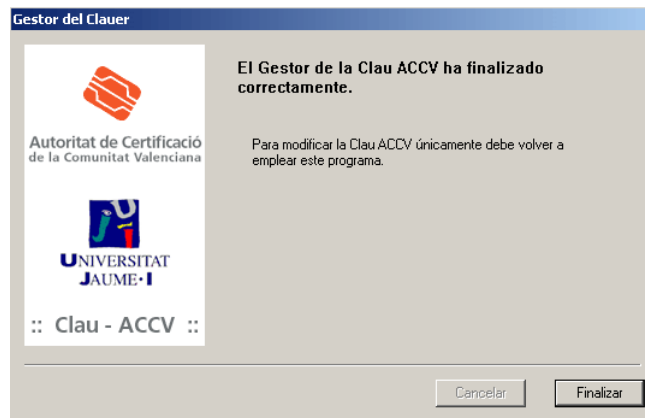 Gestor del Clauer
El Gestor de la Clau ACCV ha finalizado
correctamente.
Autoritat de Certificació
de la Comunitat Valenciana
Para modificar la Clau ACCV únicamente debe volver a
emplear este programa.
UNIVERSITAT
JAUME·I
:: Clau - ACCV ::
Cancelar
Finalizar